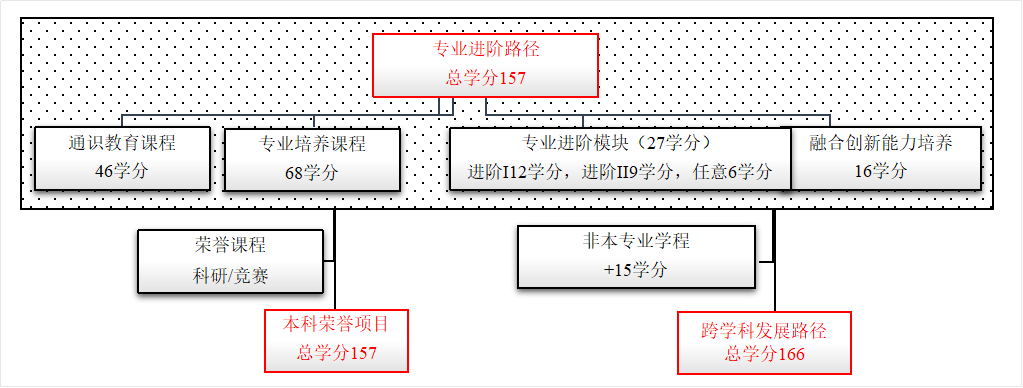 专业进阶路径
总学分157
通识教育课程
46学分
专业培养课程
68学分
专业进阶模块（27学分）
进阶I12学分，进阶II9学分，任意6学分
融合创新能力培养
16学分
荣誉课程
科研/竞赛
非本专业学程
+15学分
本科荣誉项目
总学分157
跨学科发展路径
总学分166